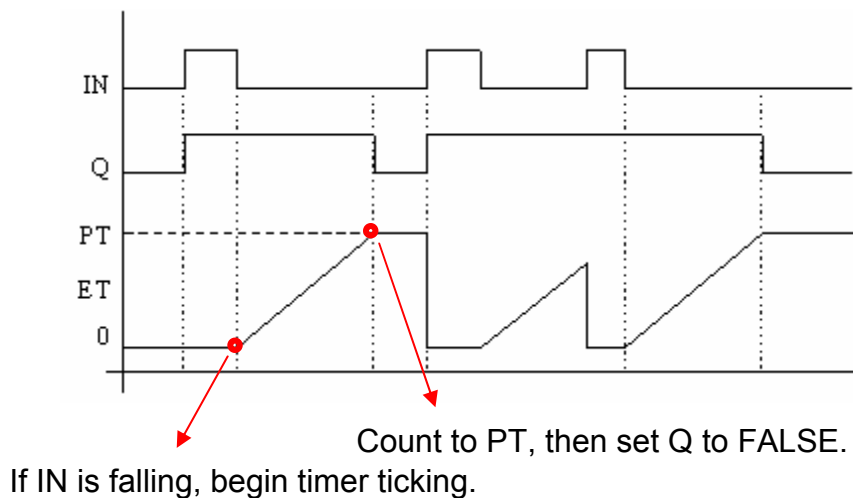 IN
Q
PT
ET
0
Count to PT, then set Q to FALSE.
If IN is falling, begin timer ticking.